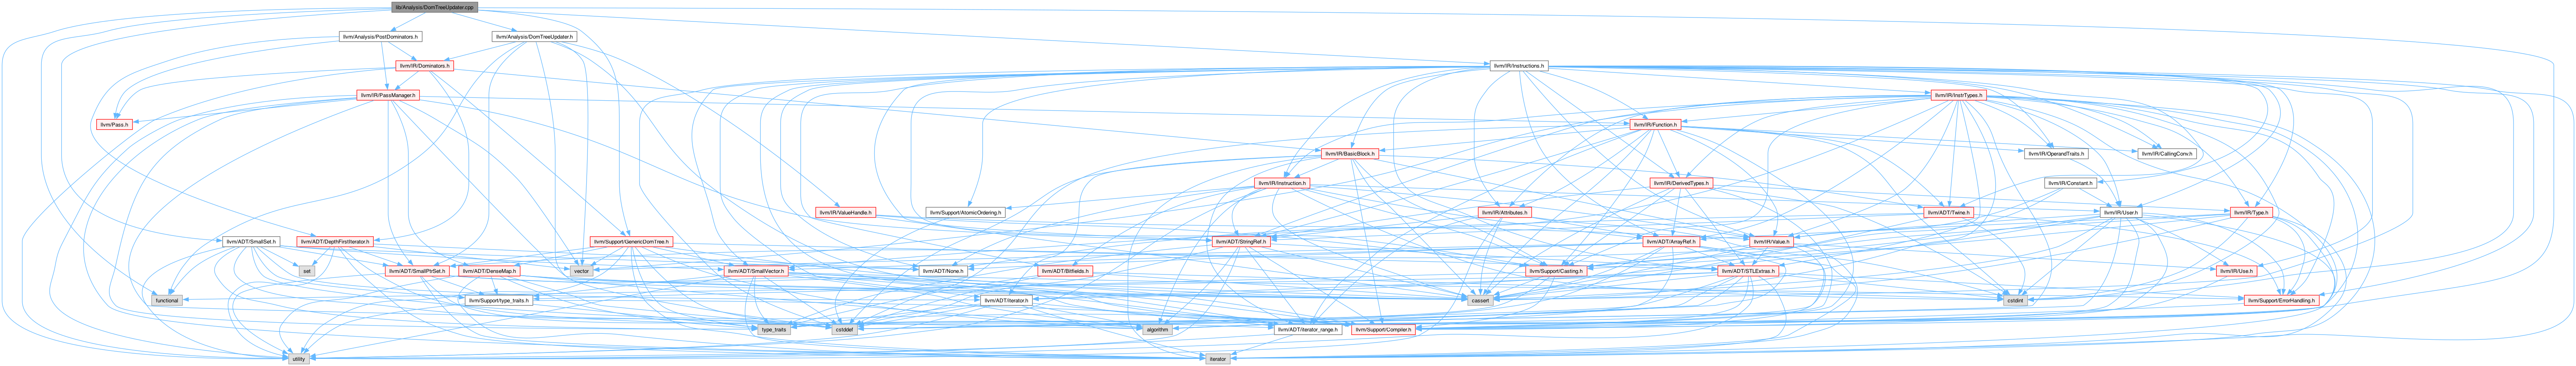 lib/Analysis/DomTreeUpdater.cpp
llvm/Analysis/PostDominators.h
llvm/Analysis/DomTreeUpdater.h
llvm/IR/Dominators.h
llvm/IR/Instructions.h
llvm/IR/PassManager.h
llvm/IR/InstrTypes.h
llvm/Pass.h
llvm/IR/Function.h
llvm/IR/BasicBlock.h
llvm/IR/OperandTraits.h
llvm/IR/CallingConv.h
llvm/IR/Instruction.h
llvm/IR/DerivedTypes.h
llvm/IR/Constant.h
llvm/IR/ValueHandle.h
llvm/Support/AtomicOrdering.h
llvm/IR/Attributes.h
llvm/ADT/Twine.h
llvm/IR/User.h
llvm/IR/Type.h
llvm/ADT/SmallSet.h
llvm/ADT/DepthFirstIterator.h
llvm/Support/GenericDomTree.h
llvm/ADT/StringRef.h
llvm/ADT/ArrayRef.h
llvm/IR/Value.h
set
llvm/ADT/SmallPtrSet.h
llvm/ADT/DenseMap.h
vector
llvm/ADT/SmallVector.h
llvm/ADT/None.h
llvm/ADT/Bitfields.h
llvm/Support/Casting.h
llvm/ADT/STLExtras.h
llvm/IR/Use.h
functional
llvm/Support/type_traits.h
llvm/ADT/iterator.h
cassert
cstdint
llvm/Support/ErrorHandling.h
type_traits
cstddef
algorithm
llvm/ADT/iterator_range.h
llvm/Support/Compiler.h
utility
iterator